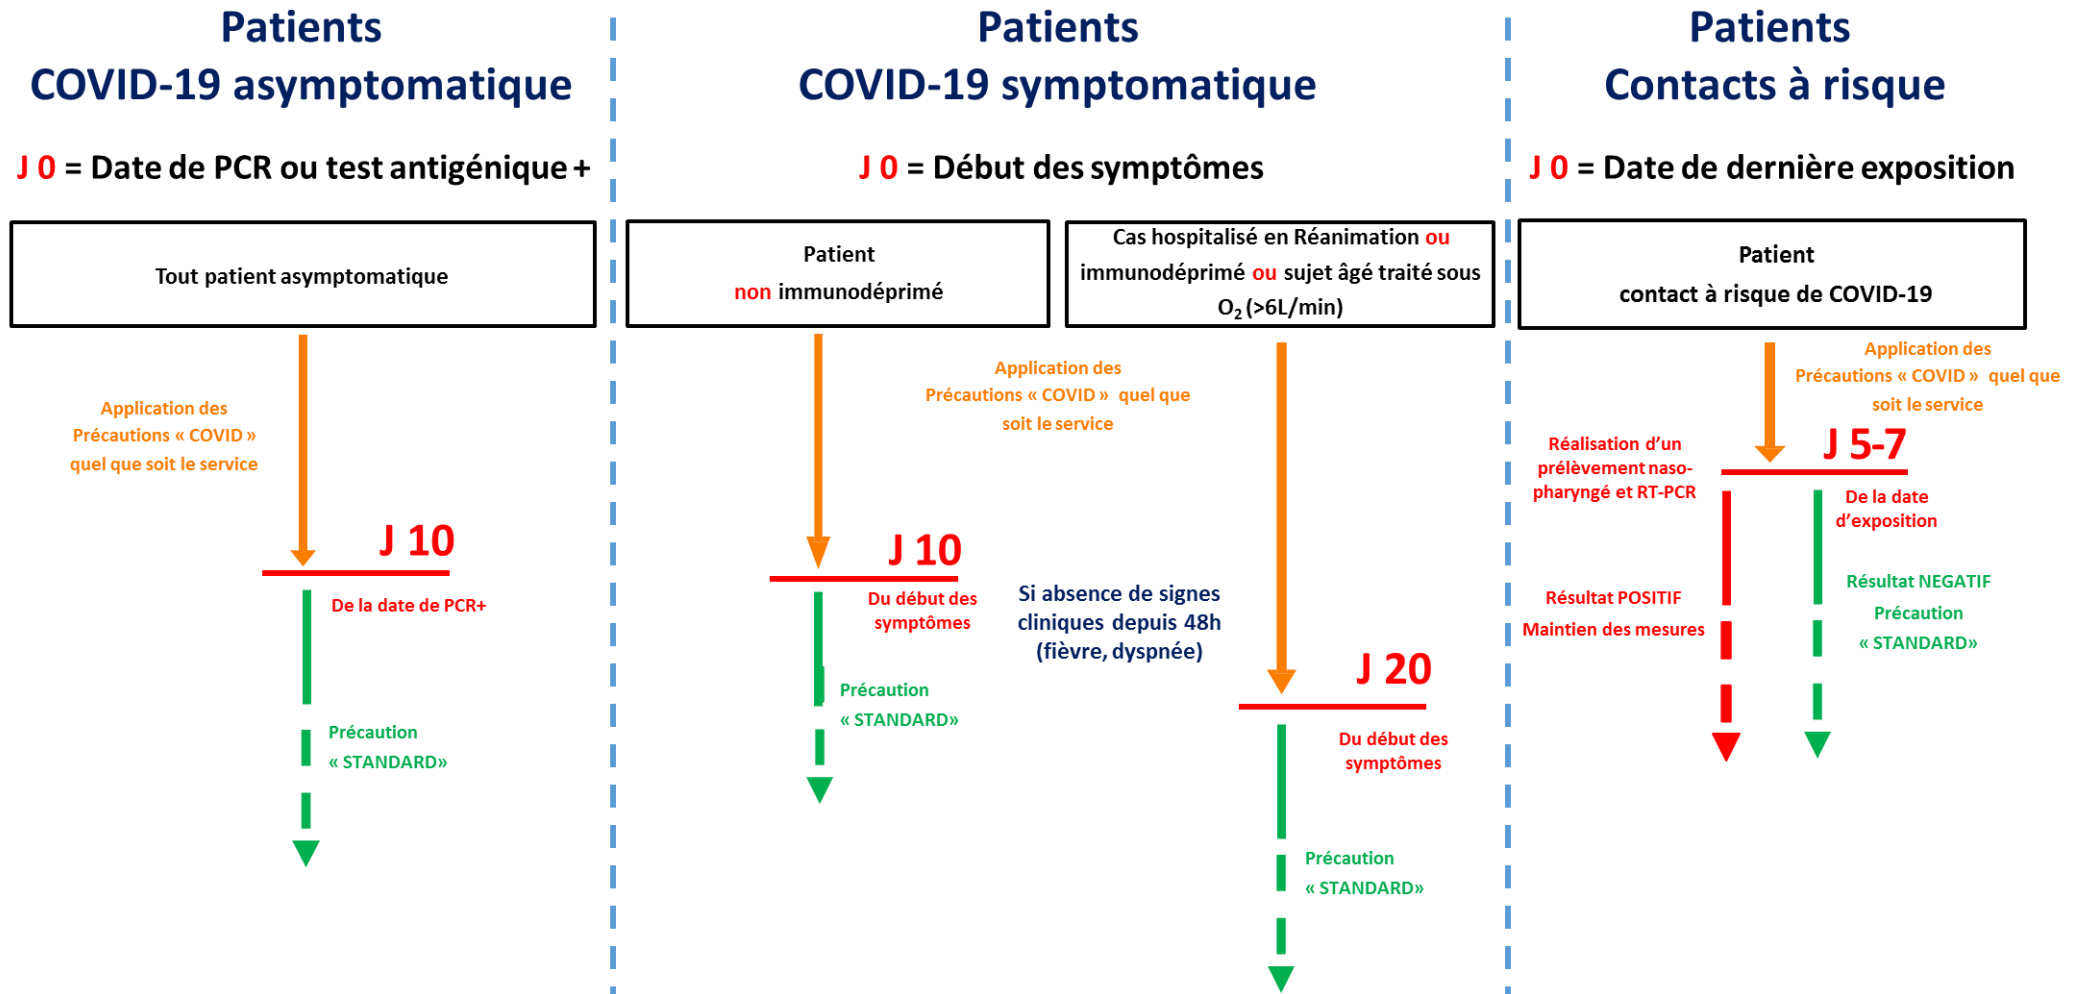 Patients
COVID-19 asymptomatique
J 0 = Date de PCR ou test antigénique +
Tout patient asymptomatique
Application des
Précautions « COVID »
quel que soit le service
J 10
De la date de PCR+
Précaution
« STANDARD»
Patients
COVID-19 symptomatique
J 0 = Début des symptômes
Patient
non immunodéprimé
Cas hospitalisé en Réanimation ou
immunodéprimé ou sujet âgé traité sous
O₂ (>6L/min)
Application des
Précautions « COVID » quel que
soit le service
J 10
Du début des
symptômes
Précaution
« STANDARD»
Si absence de signes
cliniques depuis 48h
(fièvre, dyspnée)
J 20
Du début des
symptômes
Précaution
« STANDARD»
Patients
Contacts à risque
J 0 = Date de dernière exposition
Patient
contact à risque de COVID-19
Application des
Précautions « COVID » quel que
soit le service
J 5-7
Réalisation d’un
prélèvement naso-
pharyngé et RT-PCR
De la date
d’exposition
Résultat POSITIF
Maintien des mesures
Résultat NEGATIF
Précaution
« STANDARD»